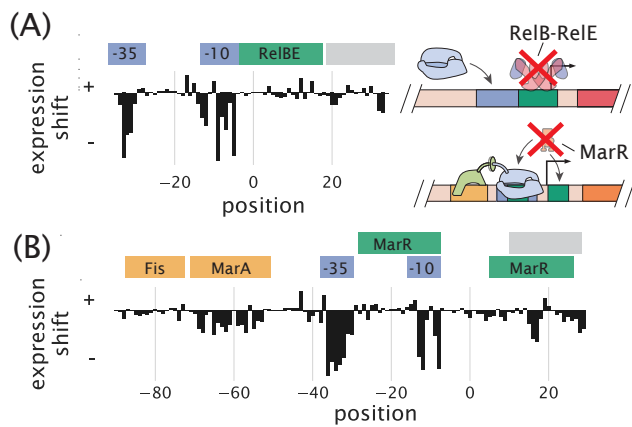 (A)
-35
-10
RelBE
RelB-RelE
+
-
expression
shift
−20
0
20
position
MarR
(B)
MarR
Fis
MarA
-35
-10
MarR
+
-
expression
shift
−80
−60
−40
−20
0
20
position